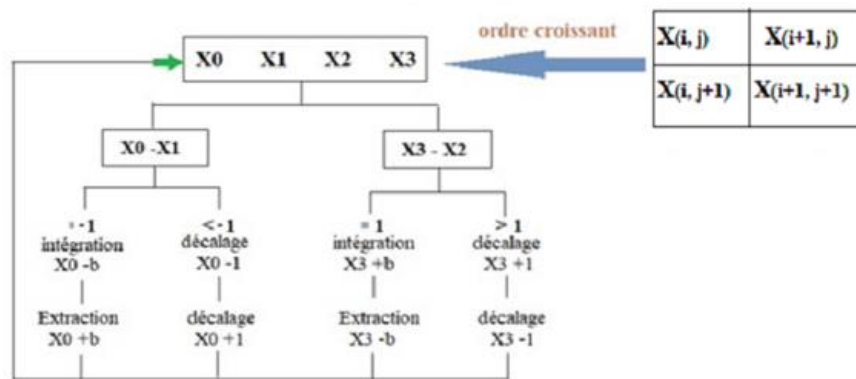 ordre croissant
X(i, j) X(i+1, j)
X(i, j+1) X(i+1, j+1)
X0 X1 X2 X3
X0 -X1 X3 - X2
= -1 < -1 = 1 > 1
intégration décalage intégration décalage
X0 -b X0 -1 X3 +b X3 +1
Extraction décalage Extraction décalage
X0 +b X0 +1 X3 -b X3 -1